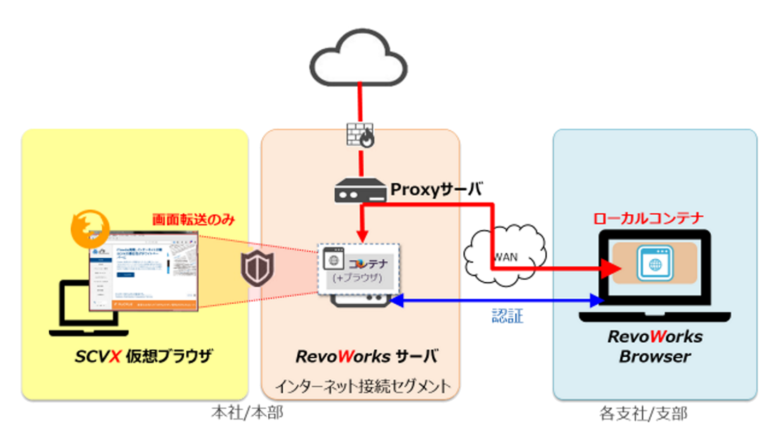 Proxyサーバ
画面転送のみ
ローカルコンテナ
コンテナ
(+ブラウザ)
WAN
認証
SCVX 仮想ブラウザ
RevoWorks サーバ
RevoWorks
Browser
インターネット接続セグメント
本社/本部
各支社/支部